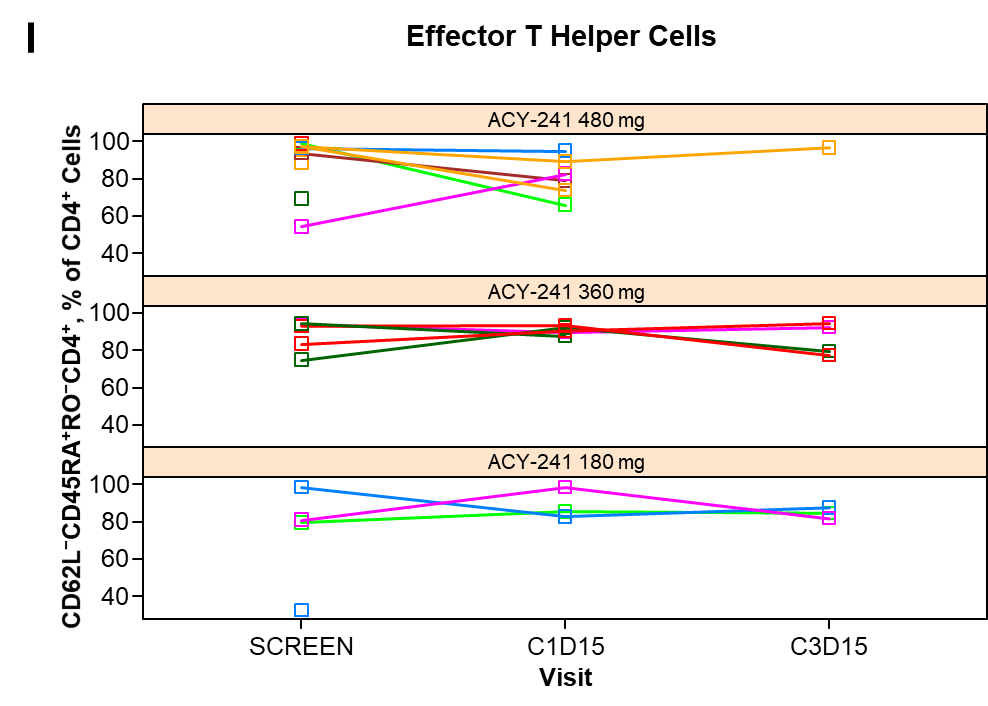 I
Effector T Helper Cells
CD62L⁻CD45RA⁺RO⁻CD4⁺, % of CD4⁺ Cells
ACY-241 480 mg
100
80
60
40
ACY-241 360 mg
100
80
60
40
ACY-241 180 mg
100
80
60
40
SCREEN C1D15 C3D15
Visit